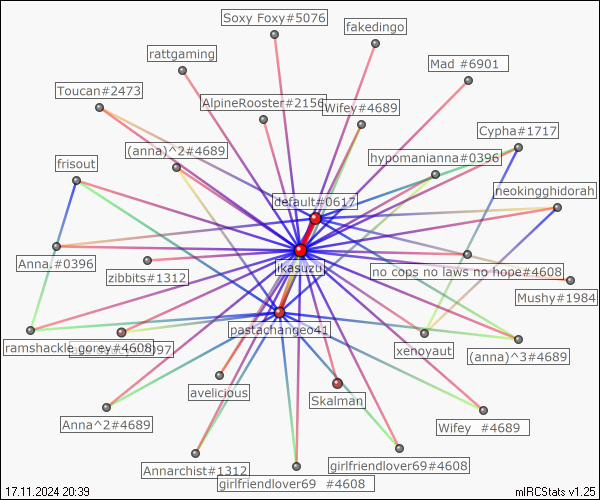 Soxy Foxy#5076
fakedingo
rattgaming
Mad #6901
Toucan#2473
AlpineRooster#2156
Wifey#4689
Cypha#1717
(anna)^2#4689
hypomanianna#0396
frisout
neokingghidorah
default#0617
Anna.#0396
ikasuzu
zibbits#1312
no cops no laws no hope#4608
Mushy#1984
pastachangeo41
ramshackle gorey#4608
xenoyaut
(anna)^3#4689
avelicious
Skalman
Anna^2#4689
Wifey #4689
Annarchist#1312
girlfriendlover69#4608
girlfriendlover69 #4608
17.11.2024 20:39
mIRCStats v1.25